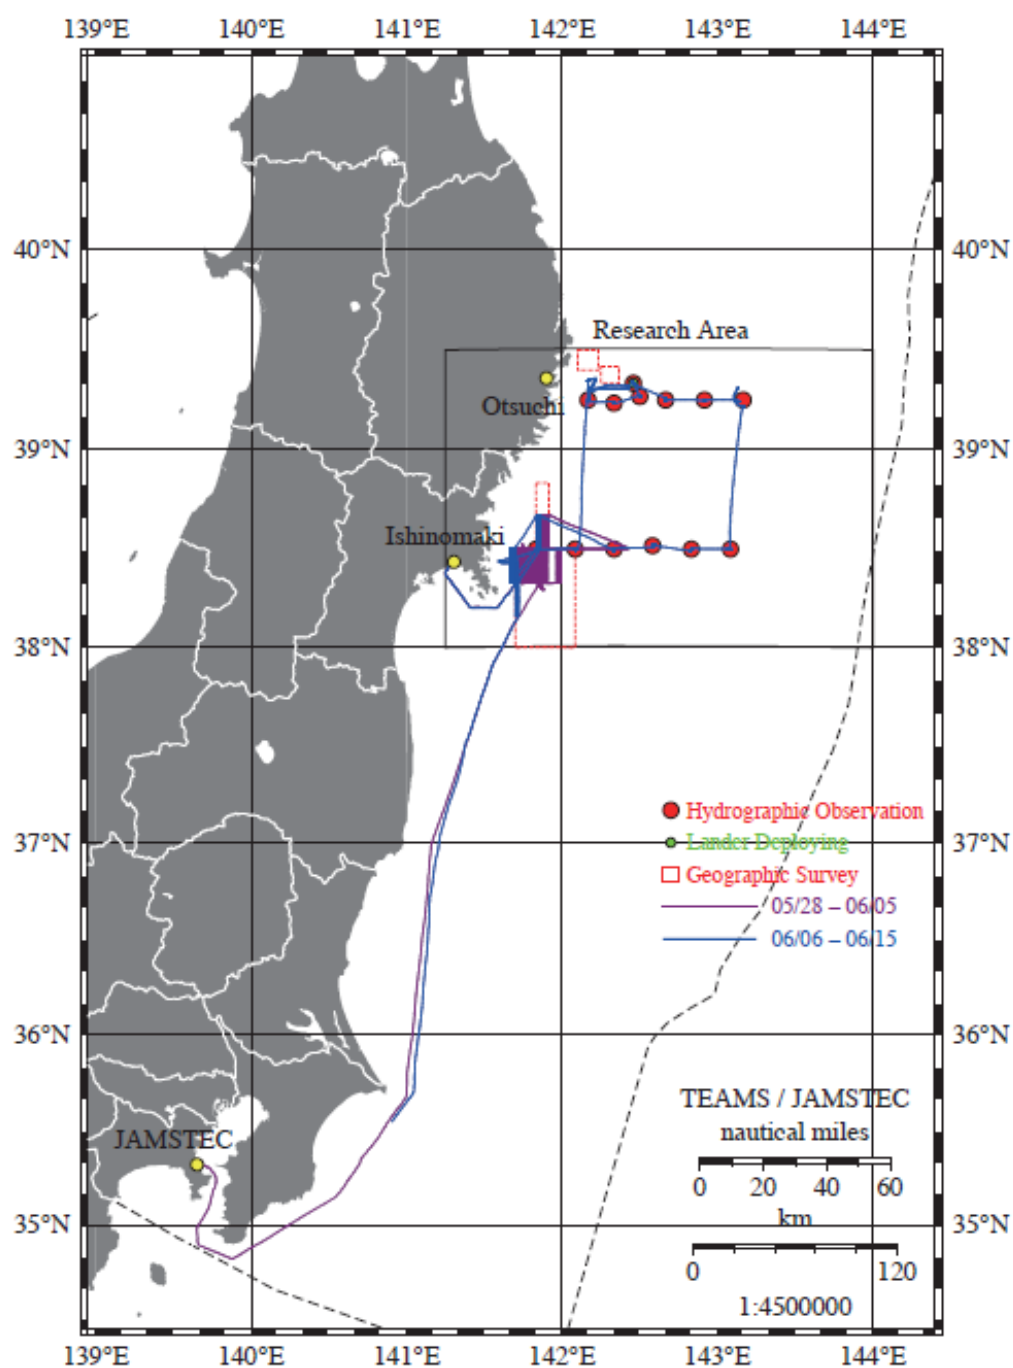 139°E 140°E 141°E 142°E 143°E 144°E
40°N 40°N
Research Area
Otsuchi
39°N 39°N
Ishinomaki
38°N 38°N
Hydrographic Observation
37°N Lander Deploying 37°N
Geographic Survey
05/28 – 06/05
06/06 – 06/15
36°N 36°N
TEAMS / JAMSTEC
nautical miles
JAMSTEC
0 20 40 60
35°N km 35°N
0 120
1:4500000
139°E 140°E 141°E 142°E 143°E 144°E